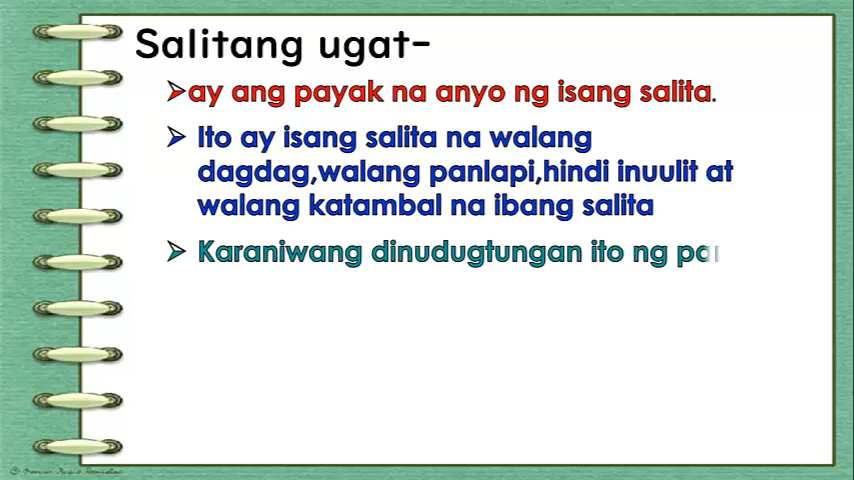 Salitang ugat-
➢ay ang payak na anyo ng isang salita.
➢ Ito ay isang salita na walang
dagdag,walang panlapi,hindi inuulit at
walang katambal na ibang salita
➢ Karaniwang dinudugtungan ito ng